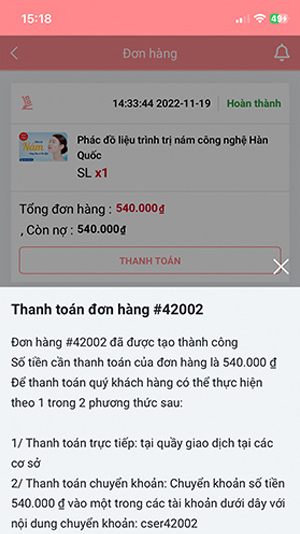 15:18
49
Đơn hàng
14:33:44 2022-11-19 Hoàn thành
Nám
Phác đồ liệu trình trị nám công nghệ Hàn
Quốc
SL x1
Tổng đơn hàng : 540.000₫
, Còn nợ : 540.000₫
THANH TOÁN
Thanh toán đơn hàng #42002
Đơn hàng #42002 đã được tạo thành công
Số tiền cần thanh toán của đơn hàng là 540.000 ₫
Để thanh toán quý khách hàng có thể thực hiện
theo 1 trong 2 phương thức sau:
1/ Thanh toán trực tiếp: tại quầy giao dịch tại các
cơ sở
2/ Thanh toán chuyển khoản: Chuyển khoản số tiền
540.000 ₫ vào một trong các tài khoản dưới dây với
nội dung chuyển khoản: cser42002